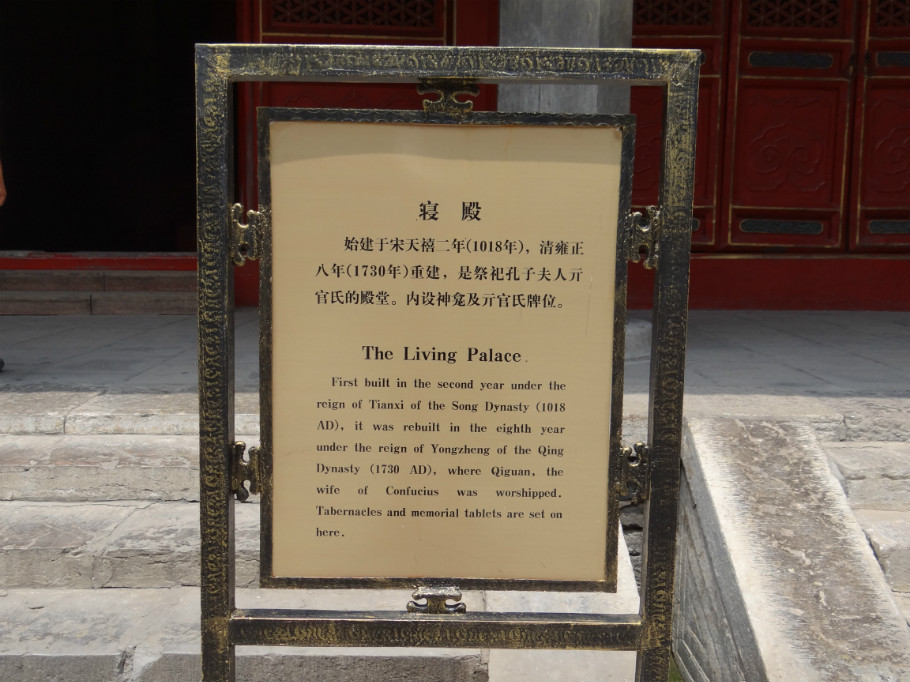 寝 殿
始建于宋天禧二年(1018年)，清雍正
八年(1730年)重建，是祭祀孔子夫人亓
官氏的殿堂。内设神龛及亓官氏牌位。
The Living Palace
First built in the second year under the
reign of Tianxi of the Song Dynasty (1018
AD), it was rebuilt in the eighth year
under the reign of Yongzheng of the Qing
Dynasty (1730 AD), where Qiguan, the
wife of Confucius was worshipped.
Tabernacles and memorial tablets are set on
here.